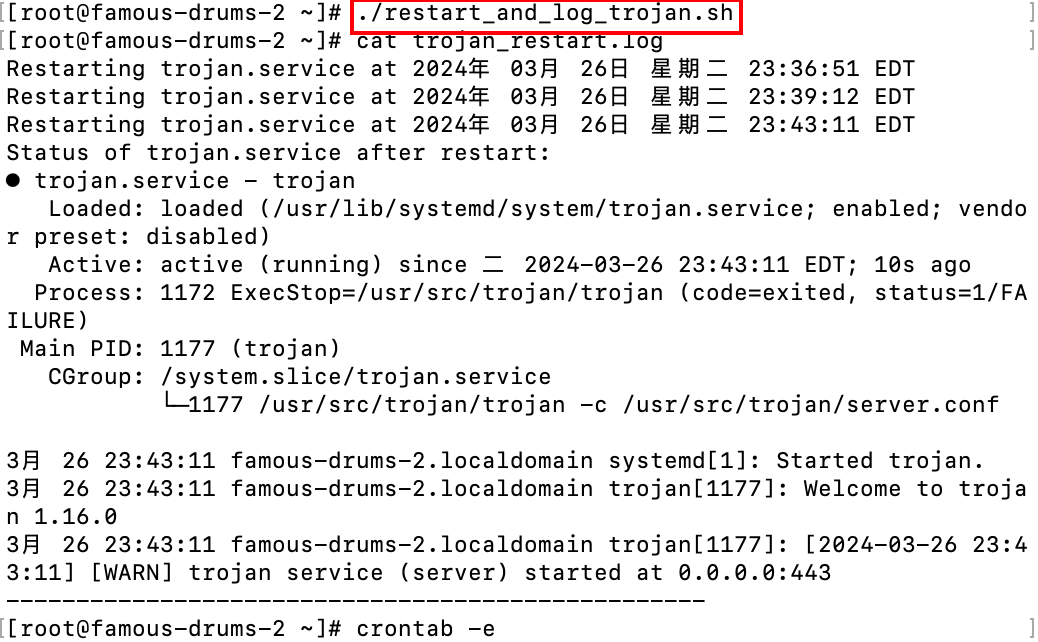 [[root@famous-drums-2 ~]# ./restart_and_log_trojan.sh ]
[[root@famous-drums-2 ~]# cat trojan_restart.log ]
Restarting trojan.service at 2024年 03月 26日 星期二 23:36:51 EDT
Restarting trojan.service at 2024年 03月 26日 星期二 23:39:12 EDT
Restarting trojan.service at 2024年 03月 26日 星期二 23:43:11 EDT
Status of trojan.service after restart:
● trojan.service - trojan
   Loaded: loaded (/usr/lib/systemd/system/trojan.service; enabled; vendo
r preset: disabled)
   Active: active (running) since 二 2024-03-26 23:43:11 EDT; 10s ago
  Process: 1172 ExecStop=/usr/src/trojan/trojan (code=exited, status=1/FA
ILURE)
 Main PID: 1177 (trojan)
   CGroup: /system.slice/trojan.service
           └─1177 /usr/src/trojan/trojan -c /usr/src/trojan/server.conf

3月 26 23:43:11 famous-drums-2.localdomain systemd[1]: Started trojan.
3月 26 23:43:11 famous-drums-2.localdomain trojan[1177]: Welcome to troja
n 1.16.0
3月 26 23:43:11 famous-drums-2.localdomain trojan[1177]: [2024-03-26 23:4
3:11] [WARN] trojan service (server) started at 0.0.0.0:443
--------------------------------------------------
[[root@famous-drums-2 ~]# crontab -e ]